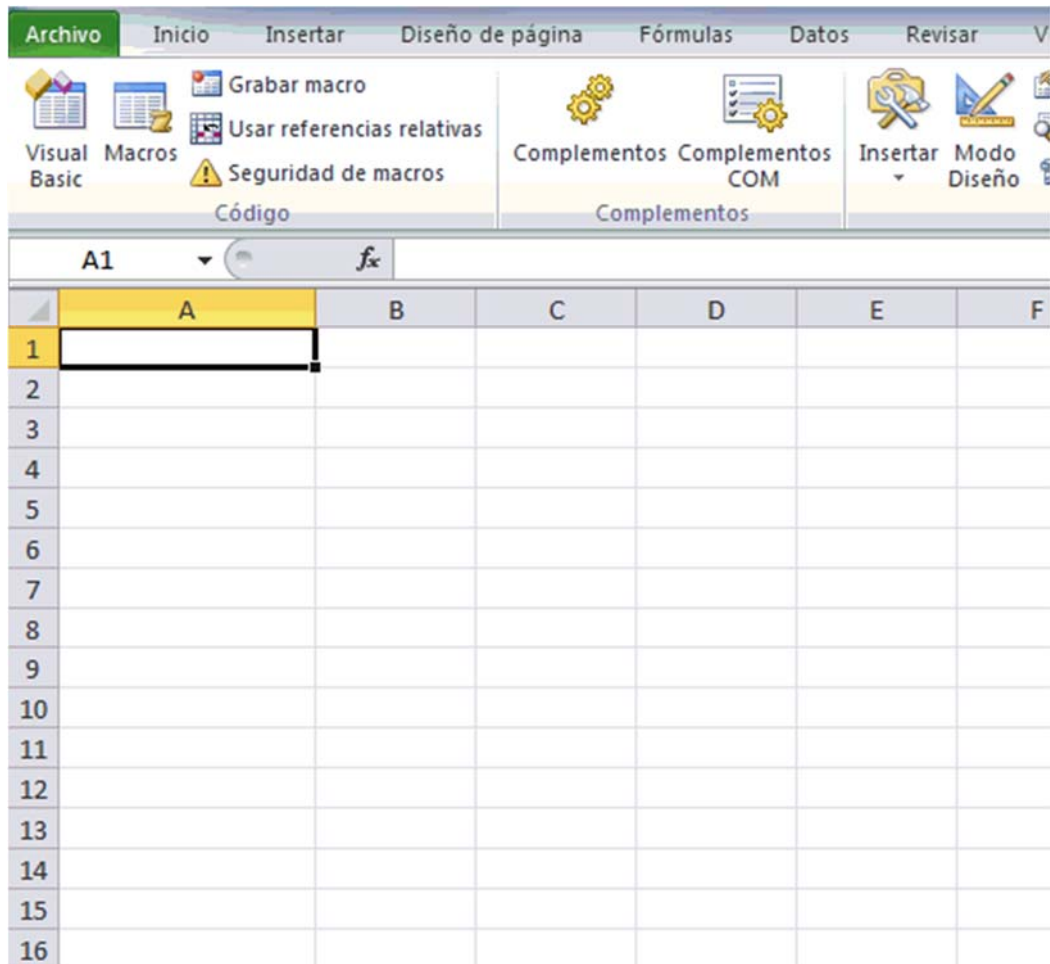 Archivo Inicio Insertar Diseño de página Fórmulas Datos Revisar V
Grabar macro
Usar referencias relativas
Seguridad de macros
Visual Basic
Macros
Código
Complementos
Complementos COM
Complementos
Insertar
Modo Diseño
A1 fx
A B C D E F
1
2
3
4
5
6
7
8
9
10
11
12
13
14
15
16